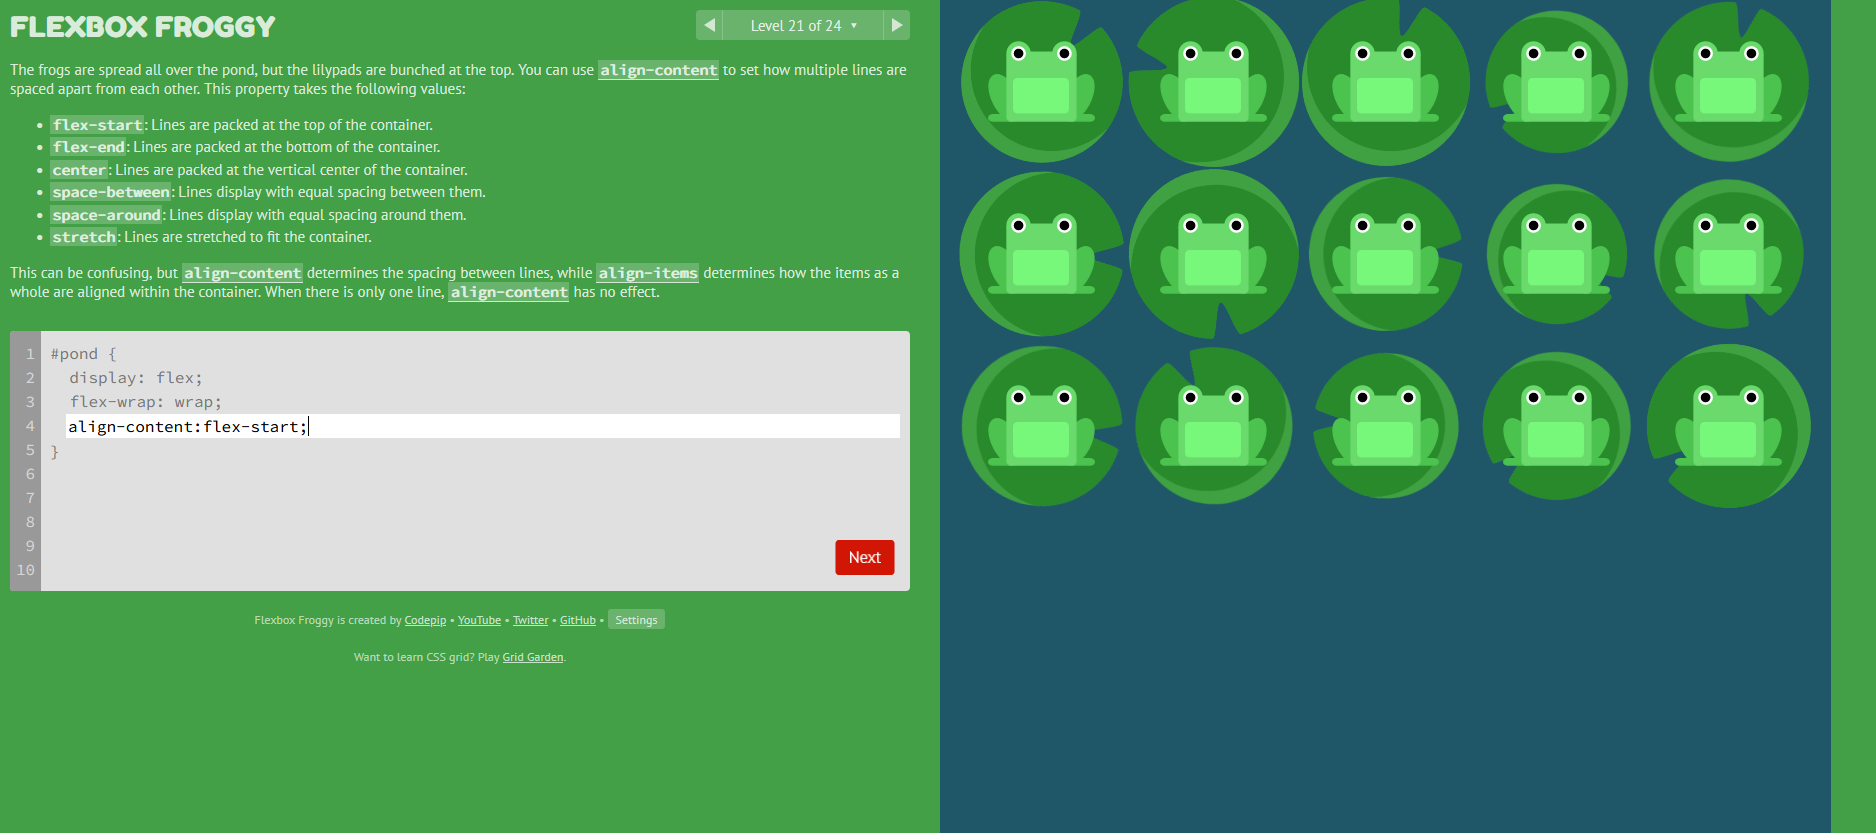 FLEXBOX FROGGY
Level 21 of 24 ▼
The frogs are spread all over the pond, but the lilypads are bunched at the top. You can use align-content to set how multiple lines are
spaced apart from each other. This property takes the following values:
• flex-start: Lines are packed at the top of the container.
• flex-end: Lines are packed at the bottom of the container.
• center: Lines are packed at the vertical center of the container.
• space-between: Lines display with equal spacing between them.
• space-around: Lines display with equal spacing around them.
• stretch: Lines are stretched to fit the container.
This can be confusing, but align-content determines the spacing between lines, while align-items determines how the items as a
whole are aligned within the container. When there is only one line, align-content has no effect.
1 #pond {
2 display: flex;
3 flex-wrap: wrap;
4 align-content:flex-start;
5 }
6
7
8
9
10
Next
Flexbox Froggy is created by Codepip • YouTube • Twitter • GitHub • Settings
Want to learn CSS grid? Play Grid Garden.